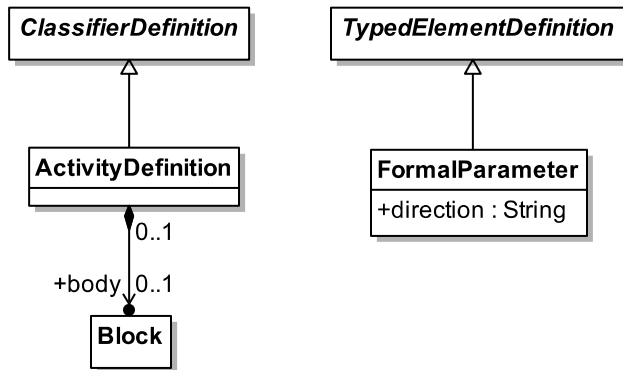 ClassifierDefinition
TypedElementDefinition
ActivityDefinition
FormalParameter
+direction : String
0..1
+body 0..1
Block